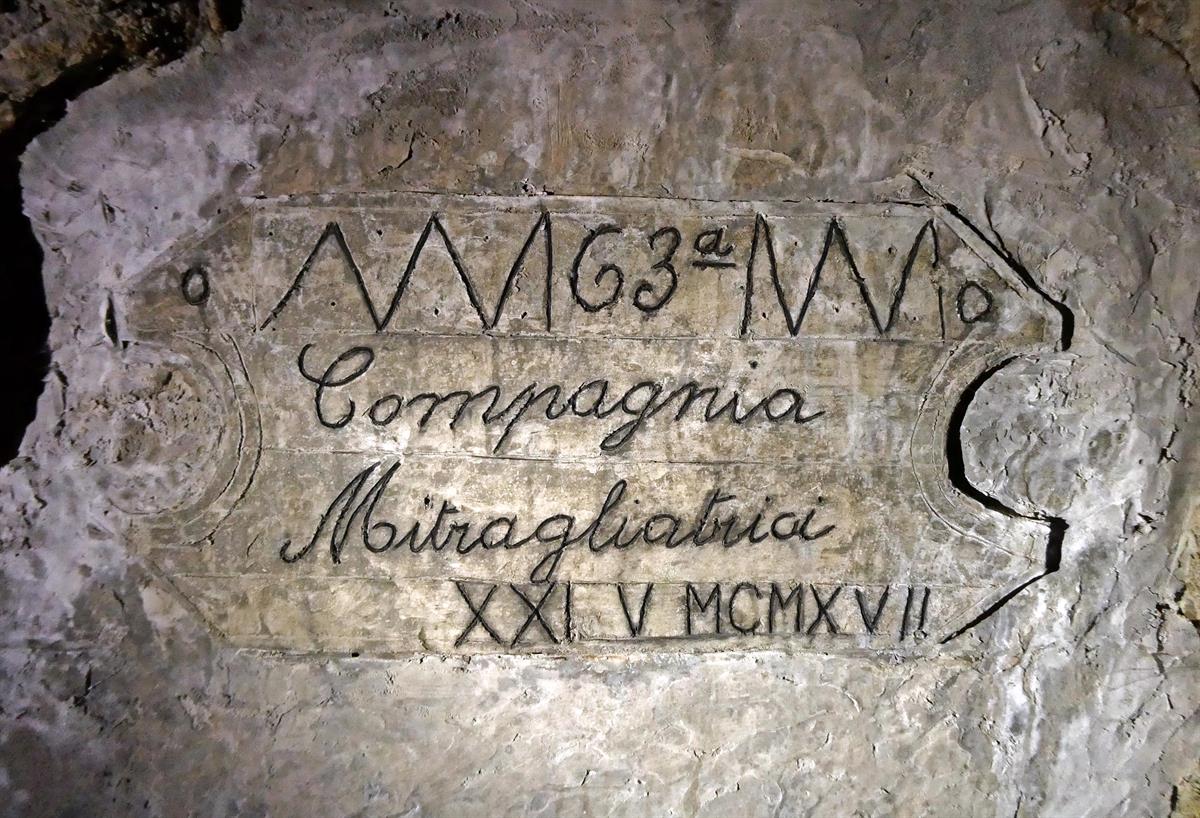 63ª
Compagnia
Mitragliatrici
XXI V MCMXVII